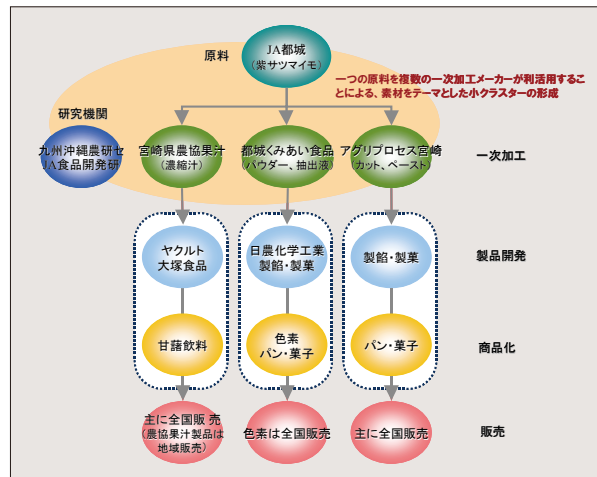 原料
JA都城
(紫サツマイモ)
一つの原料を複数の一次加工メーカーが利活用するこ
とによる、素材をテーマとした小クラスターの形成
研究機関
九州沖縄農研セ
JA食品開発研
宮崎県農協果汁
(濃縮汁)
都城くみあい食品
(パウダー、抽出液)
アグリプロセス宮崎
(カット、ペースト)
一次加工
ヤクルト
大塚食品
日農化学工業
製餡・製菓
製餡・製菓
製品開発
甘藷飲料
色素
パン・菓子
パン・菓子
商品化
主に全国販 売
(農協果汁製品は
地域販売)
色素は全国販売
主に全国販売
販売